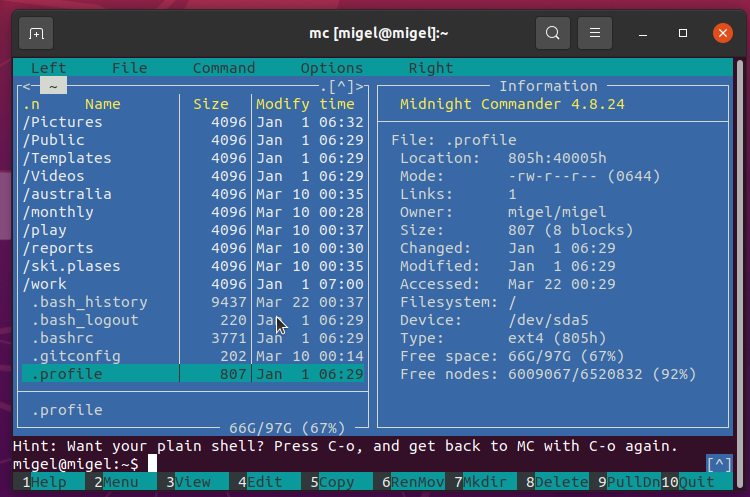 mc [migel@migel]:~
Left File Command Options Right
<─ ~ .[^]>
.n Name Size Modify time
/Pictures 4096 Jan 1 06:32
/Public 4096 Jan 1 06:29
/Templates 4096 Jan 1 06:29
/Videos 4096 Jan 1 06:29
/australia 4096 Mar 10 00:35
/monthly 4096 Mar 10 00:28
/play 4096 Mar 10 00:37
/reports 4096 Mar 10 00:30
/ski.plases 4096 Mar 10 00:35
/work 4096 Jan 1 07:00
.bash_history 9437 Mar 22 00:37
.bash_logout 220 Jan 1 06:29
.bashrc 3771 Jan 1 06:29
.gitconfig 202 Mar 10 00:14
.profile 807 Jan 1 06:29
.profile
66G/97G (67%)
Information
Midnight Commander 4.8.24
File: .profile
Location: 805h:40005h
Mode: -rw-r--r-- (0644)
Links: 1
Owner: migel/migel
Size: 807 (8 blocks)
Changed: Jan 1 06:29
Modified: Jan 1 06:29
Accessed: Mar 22 00:29
Filesystem: /
Device: /dev/sda5
Type: ext4 (805h)
Free space: 66G/97G (67%)
Free nodes: 6009067/6520832 (92%)
Hint: Want your plain shell? Press C-o, and get back to MC with C-o again.
migel@migel:~$ [^]
1Help 2Menu 3View 4Edit 5Copy 6RenMov 7Mkdir 8Delete 9PullDn 10Quit